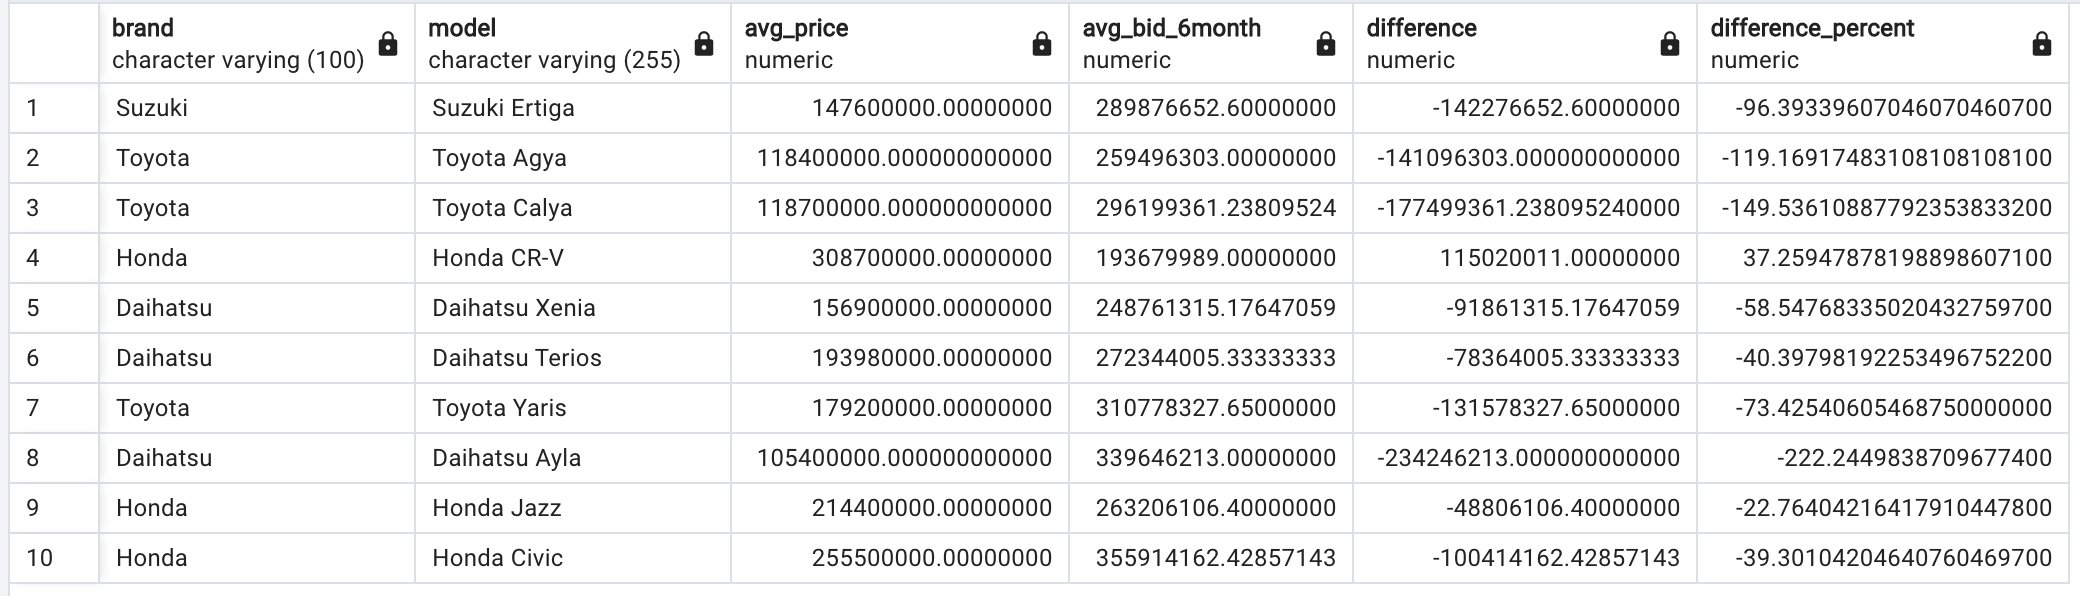 brand model avg_price avg_bid_6month difference difference_percent
character varying (100) character varying (255) numeric numeric numeric numeric
1 Suzuki Suzuki Ertiga 147600000.00000000 289876652.60000000 -142276652.60000000 -96.39339607046070460700
2 Toyota Toyota Agya 118400000.000000000000 259496303.00000000 -141096303.000000000000 -119.16917483108108108100
3 Toyota Toyota Calya 118700000.000000000000 296199361.23809524 -177499361.238095240000 -149.53610887792353833200
4 Honda Honda CR-V 308700000.00000000 193679989.00000000 115020011.00000000 37.25947878198898607100
5 Daihatsu Daihatsu Xenia 156900000.00000000 248761315.17647059 -91861315.17647059 -58.54768335020432759700
6 Daihatsu Daihatsu Terios 193980000.00000000 272344005.33333333 -78364005.33333333 -40.39798192253496752200
7 Toyota Toyota Yaris 179200000.00000000 310778327.65000000 -131578327.65000000 -73.42540605468750000000
8 Daihatsu Daihatsu Ayla 105400000.000000000000 339646213.00000000 -234246213.000000000000 -222.2449838709677400
9 Honda Honda Jazz 214400000.00000000 263206106.40000000 -48806106.40000000 -22.76404216417910447800
10 Honda Honda Civic 255500000.00000000 355914162.42857143 -100414162.42857143 -39.30104204640760469700